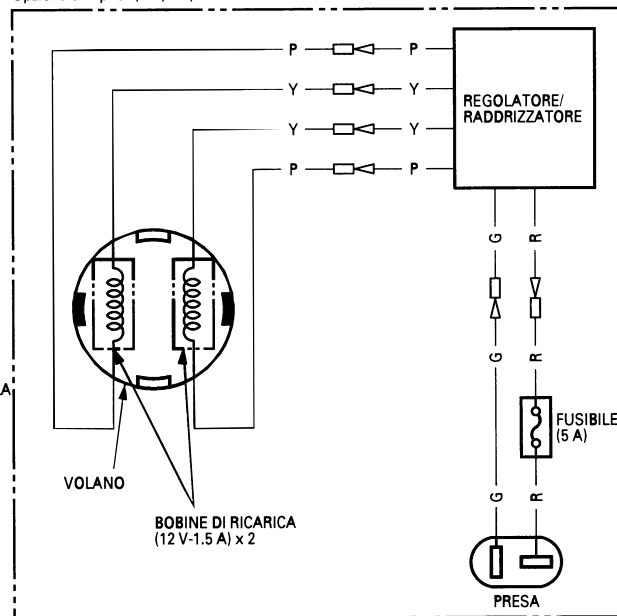 P P
Y Y
Y Y
P P
REGOLATORE/
RADDRIZZATORE
G R
G R
FUSIBILE
(5 A)
A
VOLANO
G R
BOBINE DI RICARICA
(12 V-1.5 A) x 2
PRESA